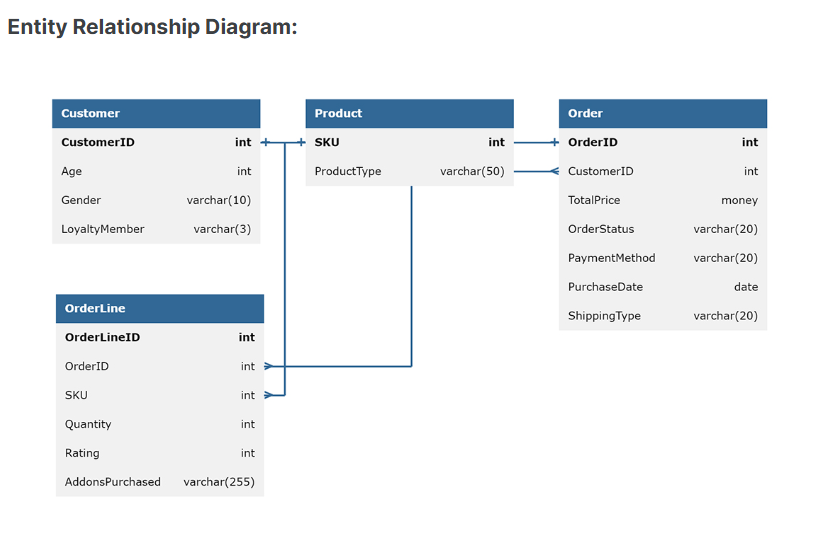 Entity Relationship Diagram:
Customer
CustomerID int
Age int
Gender varchar(10)
LoyaltyMember varchar(3)
Product
SKU int
ProductType varchar(50)
Order
OrderID int
CustomerID int
TotalPrice money
OrderStatus varchar(20)
PaymentMethod varchar(20)
PurchaseDate date
ShippingType varchar(20)
OrderLine
OrderLineID int
OrderID int
SKU int
Quantity int
Rating int
AddonsPurchased varchar(255)